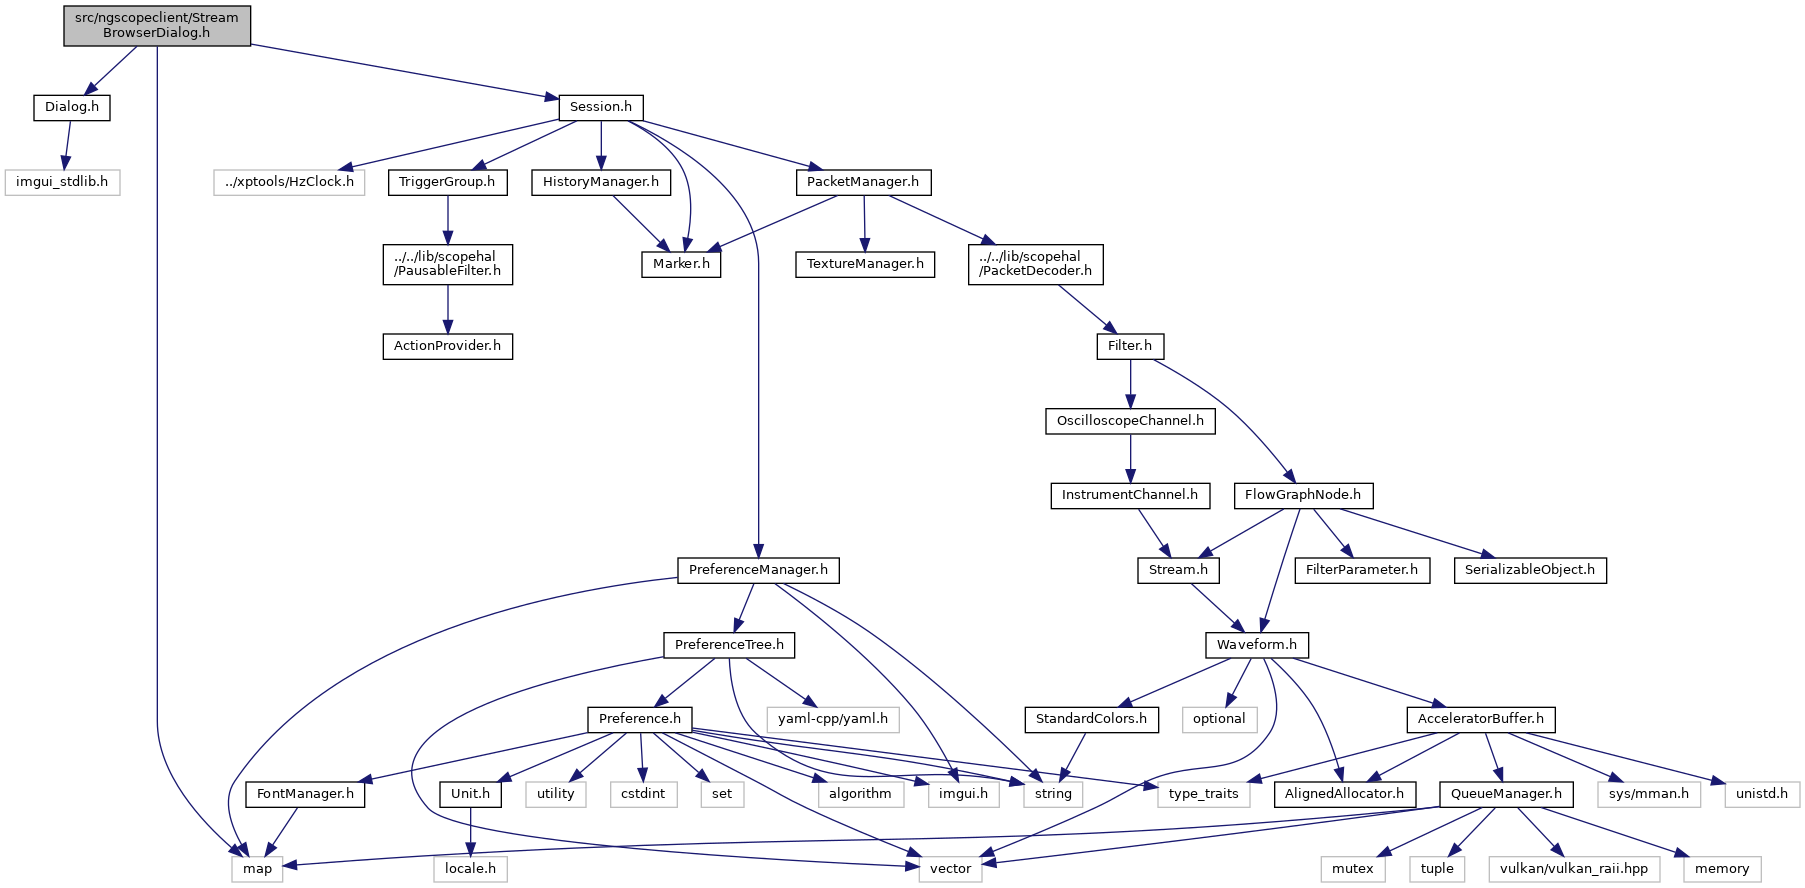 src/ngscopeclient/Stream
BrowserDialog.h
Dialog.h
Session.h
imgui_stdlib.h
../xptools/HzClock.h
TriggerGroup.h
HistoryManager.h
PacketManager.h
../../lib/scopehal
/PausableFilter.h
Marker.h
TextureManager.h
../../lib/scopehal
/PacketDecoder.h
ActionProvider.h
Filter.h
OscilloscopeChannel.h
InstrumentChannel.h
FlowGraphNode.h
PreferenceManager.h
Stream.h
FilterParameter.h
SerializableObject.h
PreferenceTree.h
Waveform.h
Preference.h
yaml-cpp/yaml.h
StandardColors.h
optional
AcceleratorBuffer.h
FontManager.h
Unit.h
utility
cstdint
set
algorithm
imgui.h
string
type_traits
AlignedAllocator.h
QueueManager.h
sys/mman.h
unistd.h
map
locale.h
vector
mutex
tuple
vulkan/vulkan_raii.hpp
memory